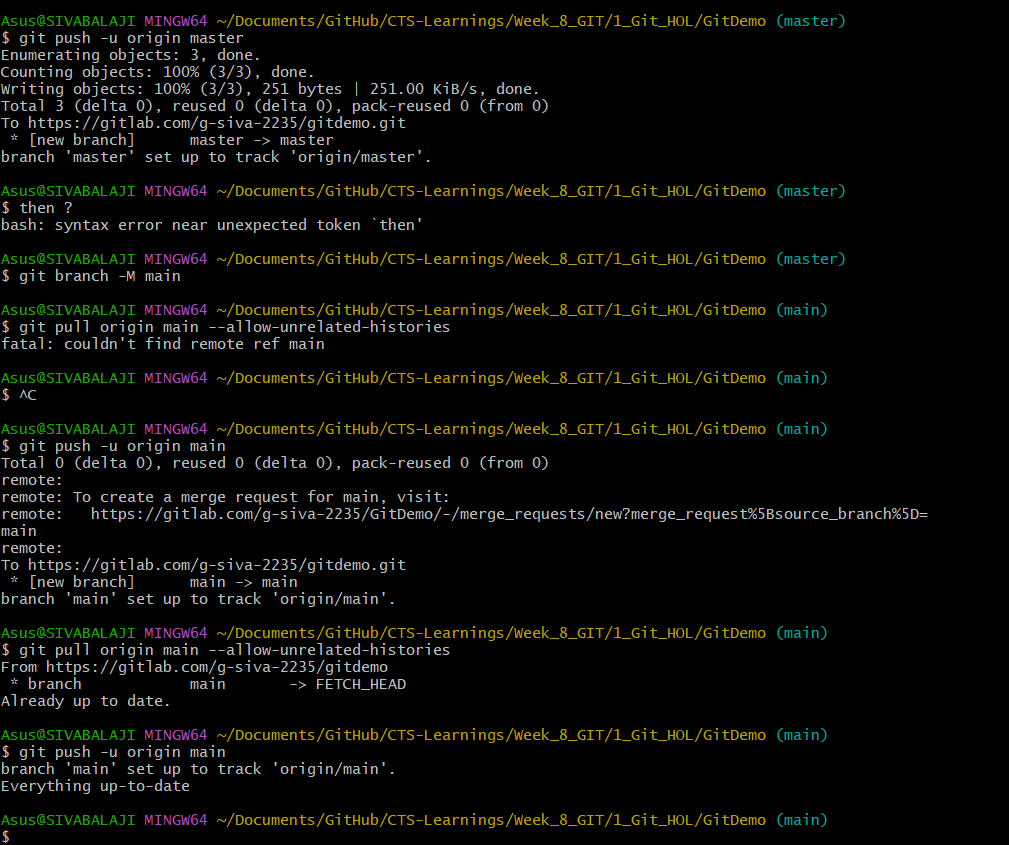 Asus@SIVABALAJI MINGW64 ~/Documents/GitHub/CTS-Learnings/Week_8_GIT/1_Git_HOL/GitDemo (master)
$ git push -u origin master
Enumerating objects: 3, done.
Counting objects: 100% (3/3), done.
Writing objects: 100% (3/3), 251 bytes | 251.00 KiB/s, done.
Total 3 (delta 0), reused 0 (delta 0), pack-reused 0 (from 0)
To https://gitlab.com/g-siva-2235/gitdemo.git
 * [new branch]      master -> master
branch 'master' set up to track 'origin/master'.

Asus@SIVABALAJI MINGW64 ~/Documents/GitHub/CTS-Learnings/Week_8_GIT/1_Git_HOL/GitDemo (master)
$ then ?
bash: syntax error near unexpected token `then'

Asus@SIVABALAJI MINGW64 ~/Documents/GitHub/CTS-Learnings/Week_8_GIT/1_Git_HOL/GitDemo (master)
$ git branch -M main

Asus@SIVABALAJI MINGW64 ~/Documents/GitHub/CTS-Learnings/Week_8_GIT/1_Git_HOL/GitDemo (main)
$ git pull origin main --allow-unrelated-histories
fatal: couldn't find remote ref main

Asus@SIVABALAJI MINGW64 ~/Documents/GitHub/CTS-Learnings/Week_8_GIT/1_Git_HOL/GitDemo (main)
$ ^C

Asus@SIVABALAJI MINGW64 ~/Documents/GitHub/CTS-Learnings/Week_8_GIT/1_Git_HOL/GitDemo (main)
$ git push -u origin main
Total 0 (delta 0), reused 0 (delta 0), pack-reused 0 (from 0)
remote:
remote: To create a merge request for main, visit:
remote:   https://gitlab.com/g-siva-2235/GitDemo/-/merge_requests/new?merge_request%5Bsource_branch%5D=
main
remote:
To https://gitlab.com/g-siva-2235/gitdemo.git
 * [new branch]      main -> main
branch 'main' set up to track 'origin/main'.

Asus@SIVABALAJI MINGW64 ~/Documents/GitHub/CTS-Learnings/Week_8_GIT/1_Git_HOL/GitDemo (main)
$ git pull origin main --allow-unrelated-histories
From https://gitlab.com/g-siva-2235/gitdemo
 * branch            main       -> FETCH_HEAD
Already up to date.

Asus@SIVABALAJI MINGW64 ~/Documents/GitHub/CTS-Learnings/Week_8_GIT/1_Git_HOL/GitDemo (main)
$ git push -u origin main
branch 'main' set up to track 'origin/main'.
Everything up-to-date

Asus@SIVABALAJI MINGW64 ~/Documents/GitHub/CTS-Learnings/Week_8_GIT/1_Git_HOL/GitDemo (main)
$